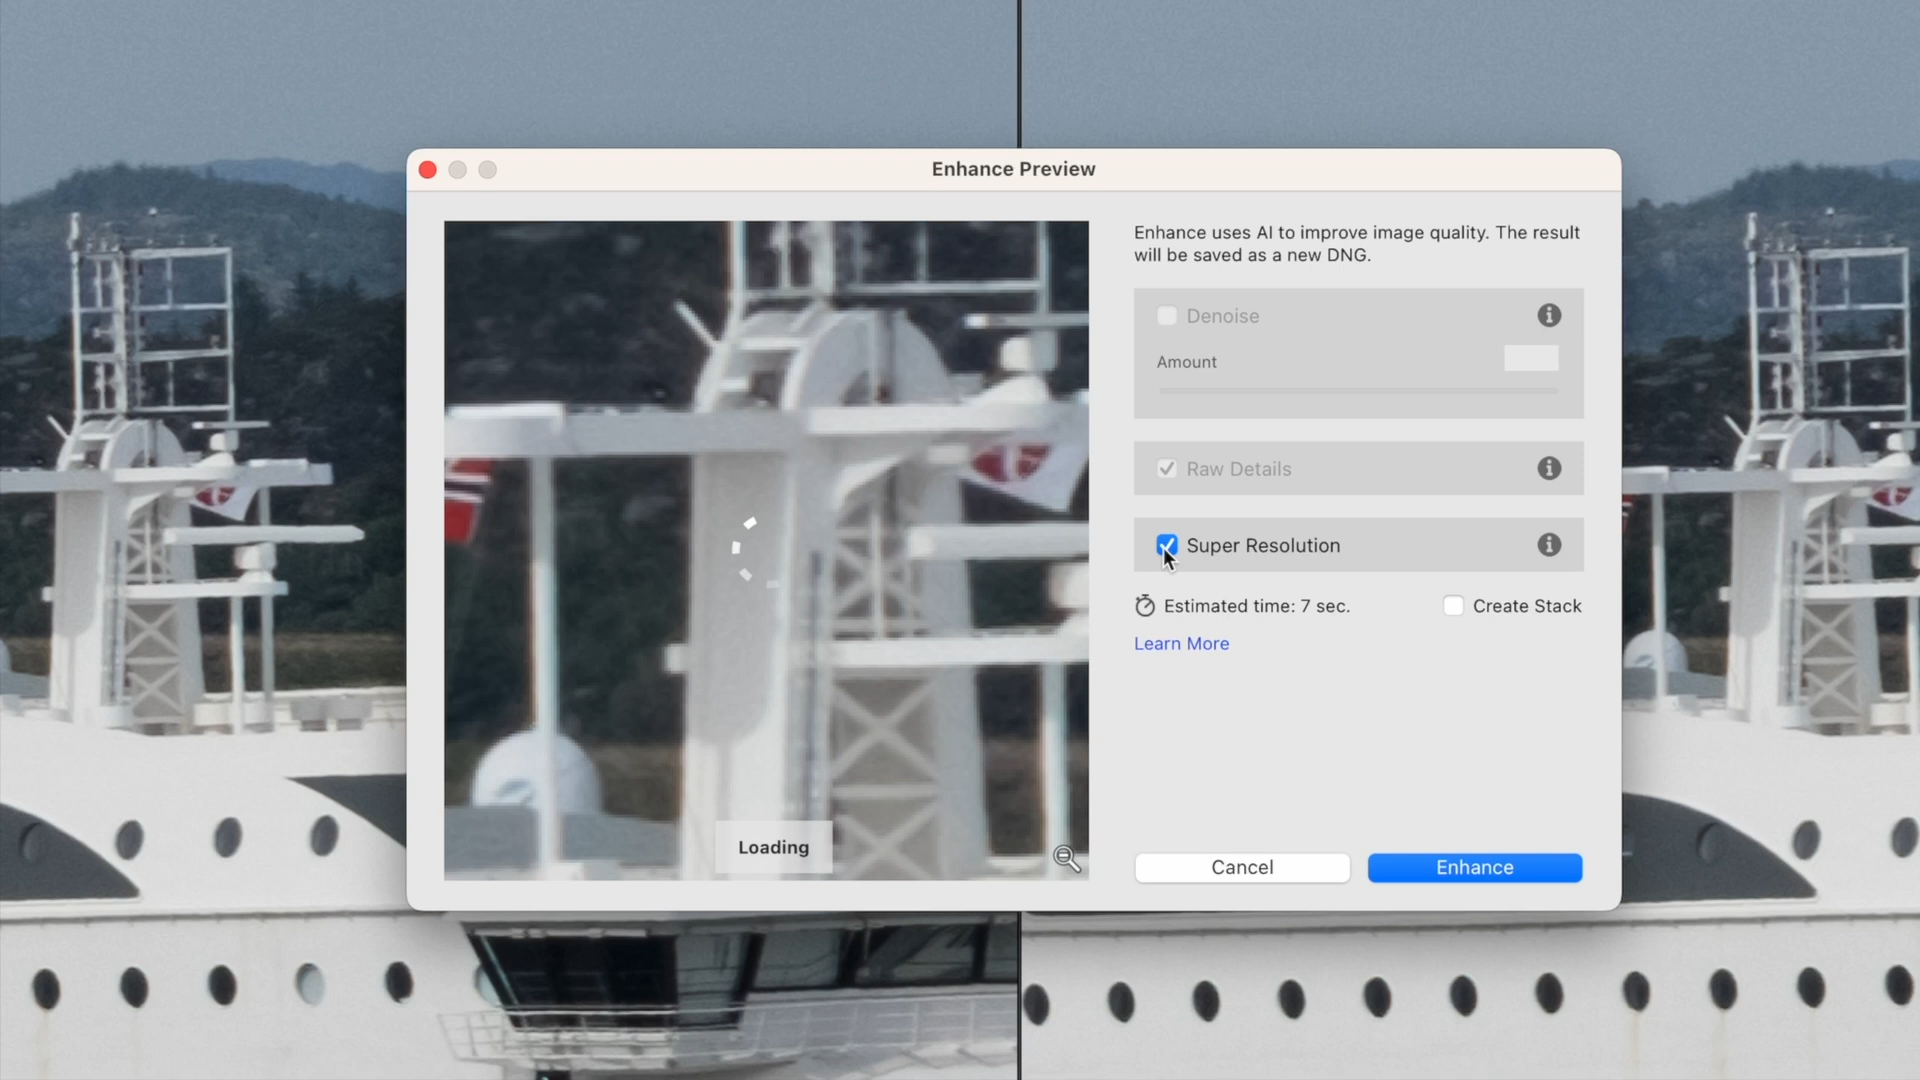 Enhance Preview
Enhance uses AI to improve image quality. The result
will be saved as a new DNG.
Denoise
Amount
Raw Details
Super Resolution
Estimated time: 7 sec.
Create Stack
Learn More
Loading
Cancel
Enhance